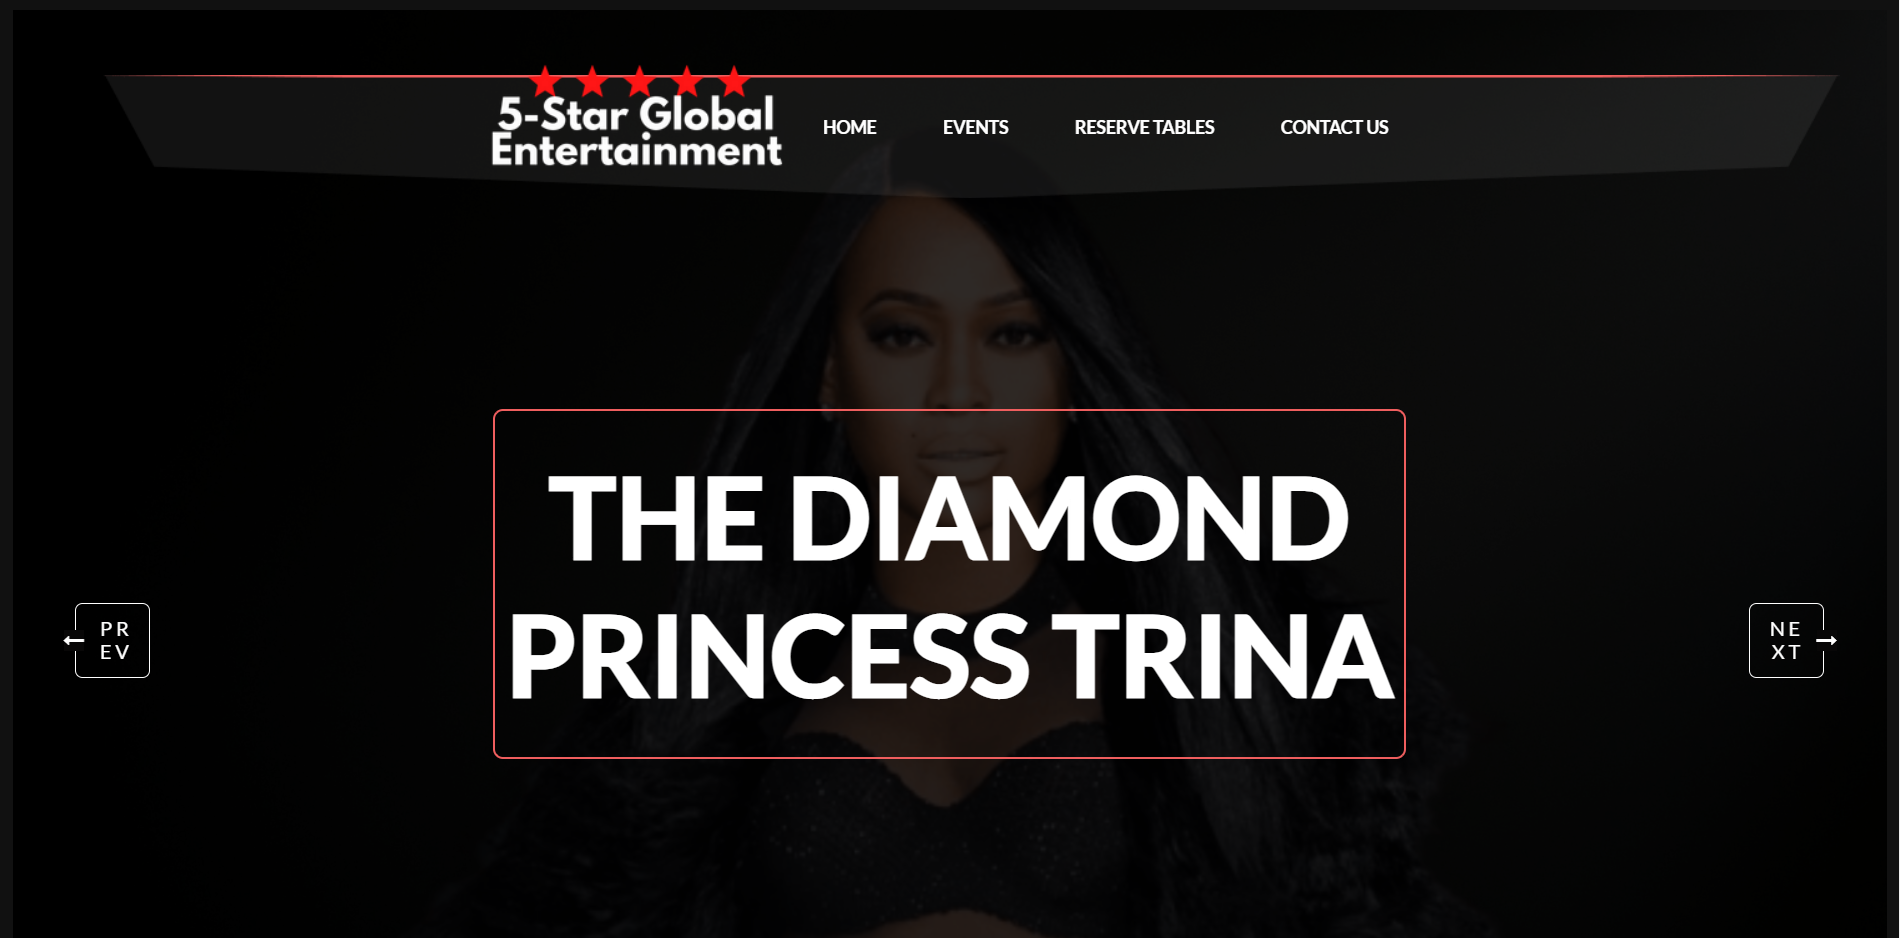 5-Star Global
Entertainment
HOME EVENTS RESERVE TABLES CONTACT US
THE DIAMOND
PRINCESS TRINA
PR
EV
NE
XT